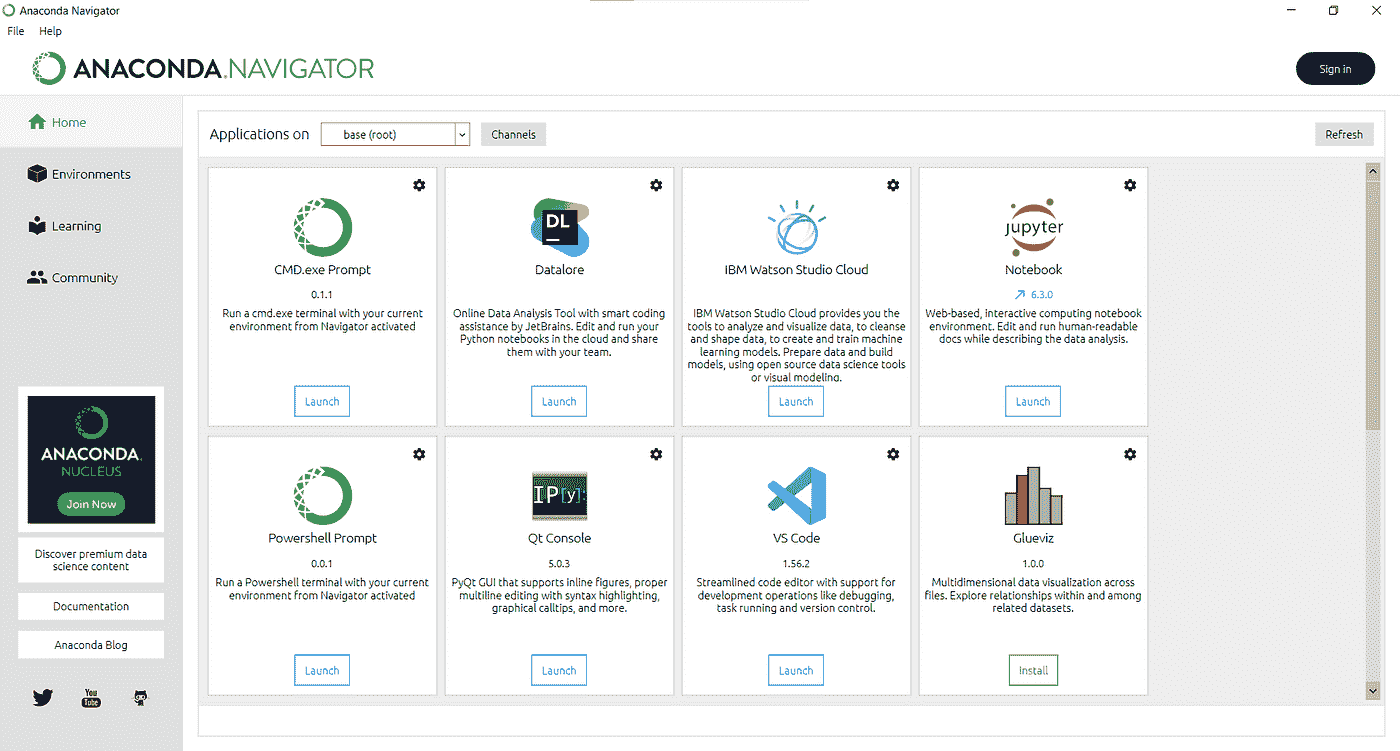 Anaconda Navigator
File Help
ANACONDA.NAVIGATOR
Sign in
Home
Environments
Learning
Community
ANACONDA.
NUCLEUS
Join Now
Discover premium data
science content
Documentation
Anaconda Blog
You
Tube
Applications on base (root) Channels Refresh
CMD.exe Prompt
0.1.1
Run a cmd.exe terminal with your current
environment from Navigator activated
Launch
DL
Datalore
Online Data Analysis Tool with smart coding
assistance by JetBrains. Edit and run your
Python notebooks in the cloud and share
them with your team.
Launch
IBM Watson Studio Cloud
IBM Watson Studio Cloud provides you the
tools to analyze and visualize data, to cleanse
and shape data, to create and train machine
learning models. Prepare data and build
models, using open source data science tools
or visual modeling.
Launch
jupyter
Notebook
6.3.0
Web-based, interactive computing notebook
environment. Edit and run human-readable
docs while describing the data analysis.
Launch
Powershell Prompt
0.0.1
Run a Powershell terminal with your current
environment from Navigator activated
Launch
IP[y]:
Qt Console
5.0.3
PyQt GUI that supports inline figures, proper
multiline editing with syntax highlighting,
graphical calltips, and more.
Launch
VS Code
1.56.2
Streamlined code editor with support for
development operations like debugging,
task running and version control.
Launch
Glueviz
1.0.0
Multidimensional data visualization across
files. Explore relationships within and among
related datasets.
Install